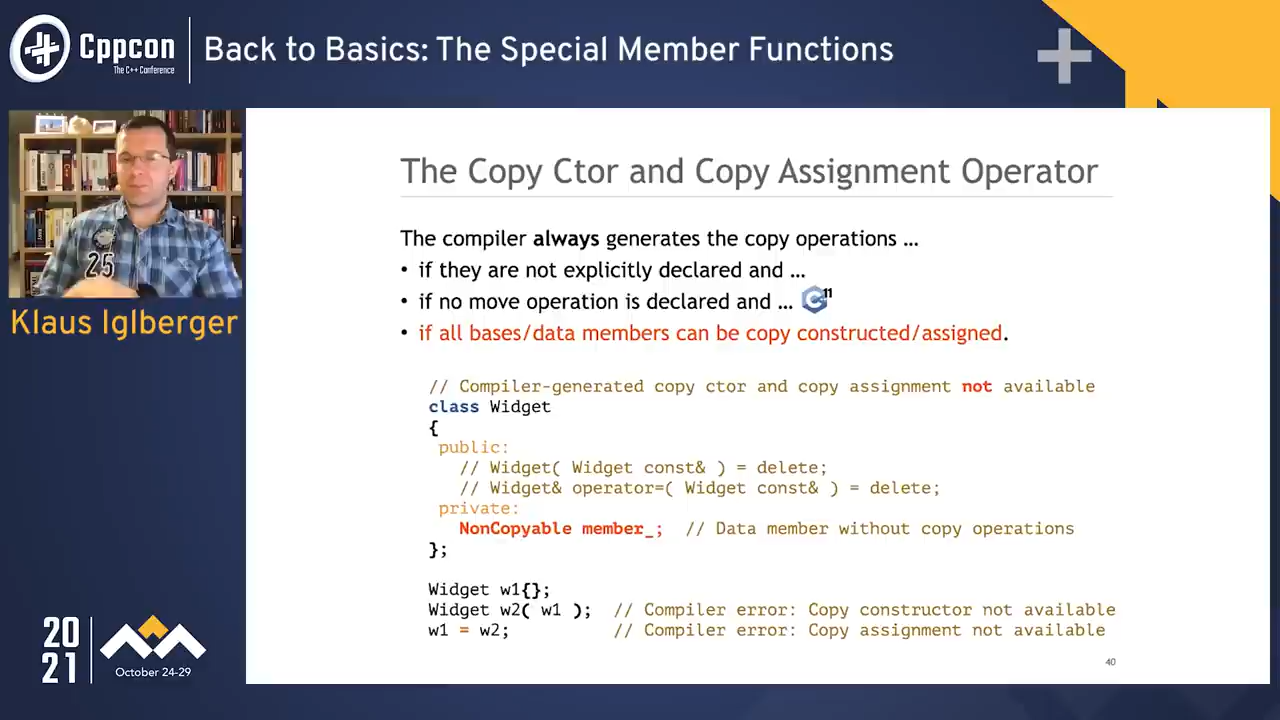 Cppcon
The C++ Conference
Back to Basics: The Special Member Functions
25
Klaus Iglberger
20
21
October 24-29
The Copy Ctor and Copy Assignment Operator
The compiler always generates the copy operations …
• if they are not explicitly declared and …
• if no move operation is declared and … C++ 11
• if all bases/data members can be copy constructed/assigned.
// Compiler-generated copy ctor and copy assignment not available
class Widget
{
public:
// Widget( Widget const& ) = delete;
// Widget& operator=( Widget const& ) = delete;
private:
NonCopyable member_; // Data member without copy operations
};
Widget w1{};
Widget w2( w1 ); // Compiler error: Copy constructor not available
w1 = w2; // Compiler error: Copy assignment not available
40